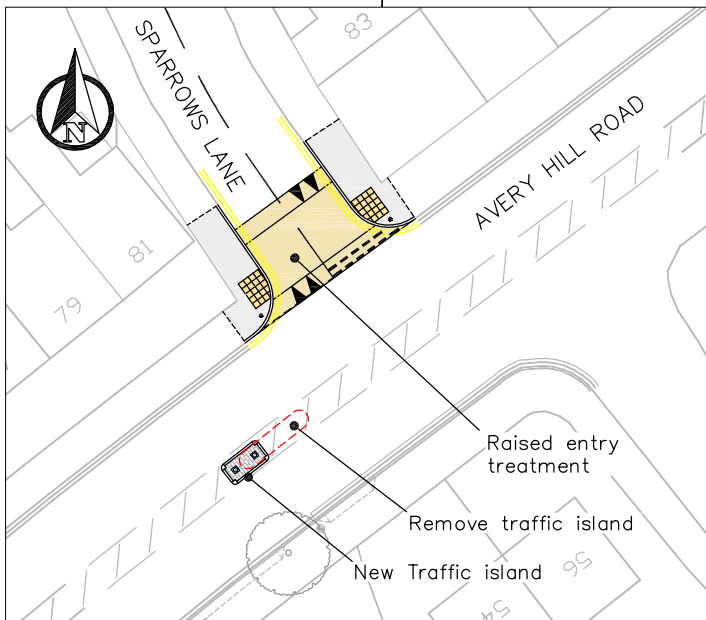 83
SPARROWS LANE
N
AVERY HILL ROAD
81
79
Raised entry
treatment
Remove traffic island
New Traffic island
56
54